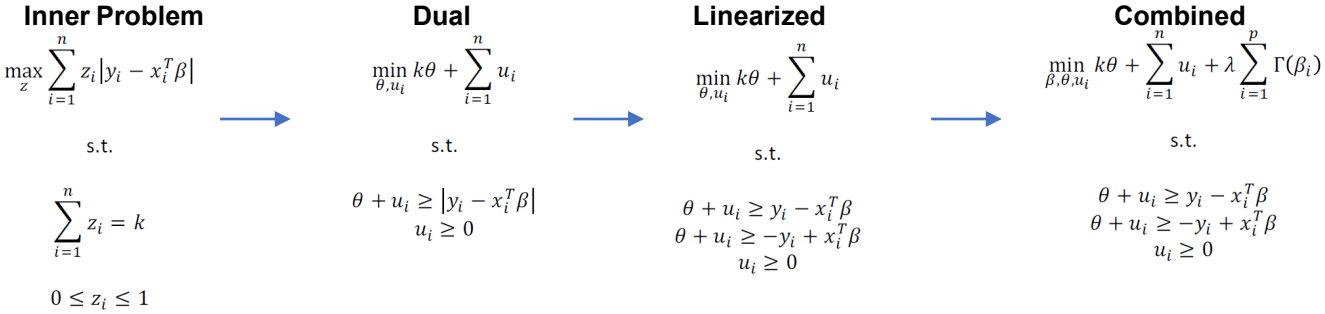 Inner Problem
max_z ∑_{i=1}^{n} z_i|y_i − x_i^T β|
s.t.
∑_{i=1}^{n} z_i = k
0 ≤ z_i ≤ 1
Dual
min_{θ,u_i} kθ + ∑_{i=1}^{n} u_i
s.t.
θ + u_i ≥ |y_i − x_i^T β|
u_i ≥ 0
Linearized
min_{θ,u_i} kθ + ∑_{i=1}^{n} u_i
s.t.
θ + u_i ≥ y_i − x_i^T β
θ + u_i ≥ −y_i + x_i^T β
u_i ≥ 0
Combined
min_{β,θ,u_i} kθ + ∑_{i=1}^{n} u_i + λ ∑_{i=1}^{p} Γ(β_i)
s.t.
θ + u_i ≥ y_i − x_i^T β
θ + u_i ≥ −y_i + x_i^T β
u_i ≥ 0